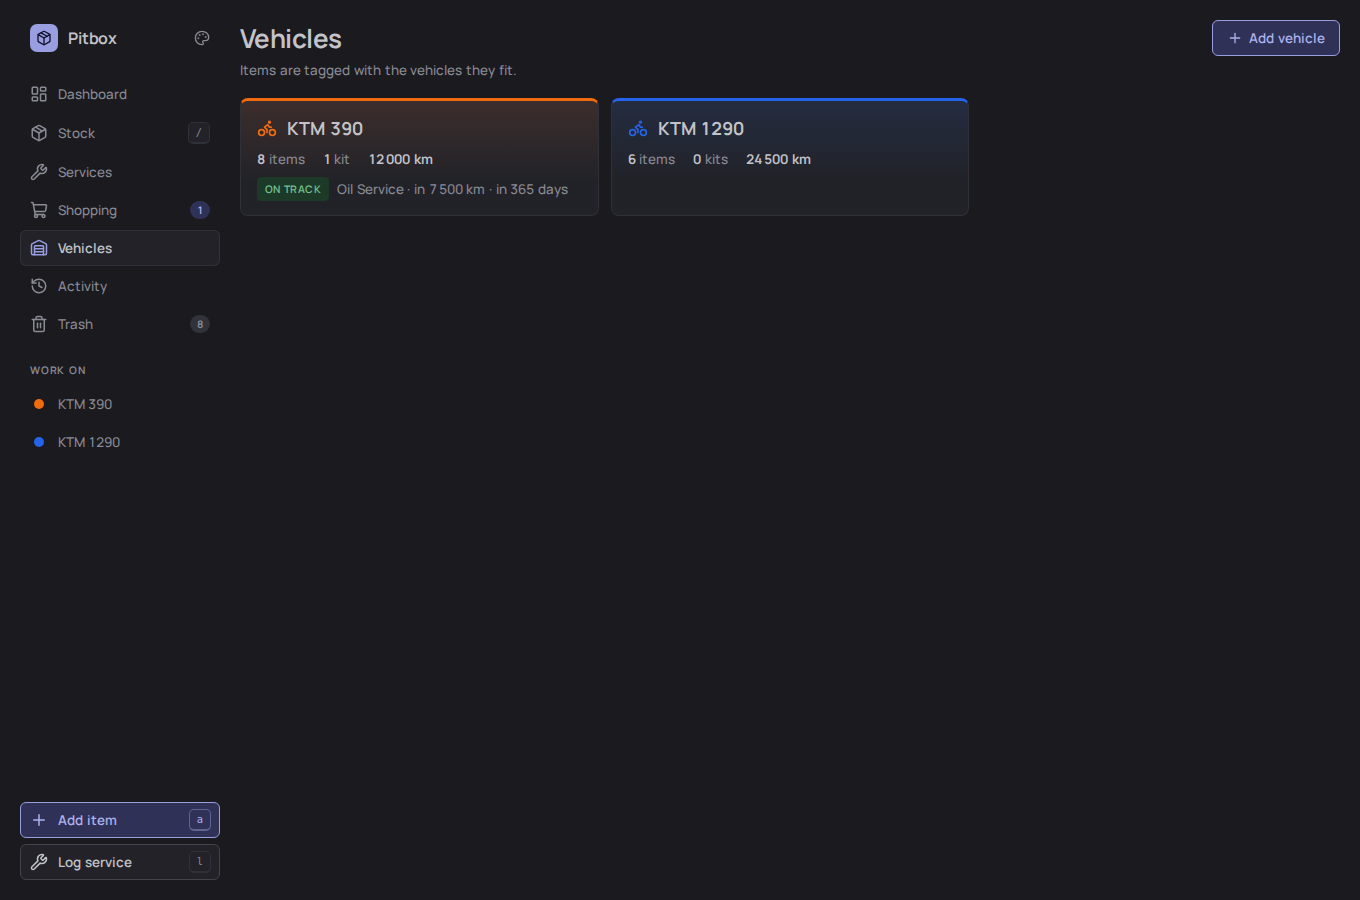 Pitbox
Dashboard
Stock /
Services
Shopping 1
Vehicles
Activity
Trash 8
WORK ON
KTM 390
KTM 1290
Add item a
Log service l
Vehicles
Items are tagged with the vehicles they fit.
Add vehicle
KTM 390
8 items 1 kit 12 000 km
ON TRACK Oil Service · in 7 500 km · in 365 days
KTM 1290
6 items 0 kits 24 500 km